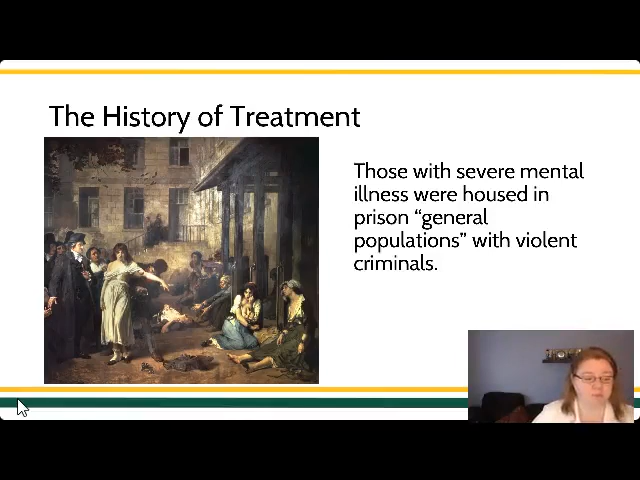 The History of Treatment
Those with severe mental
illness were housed in
prison “general
populations” with violent
criminals.